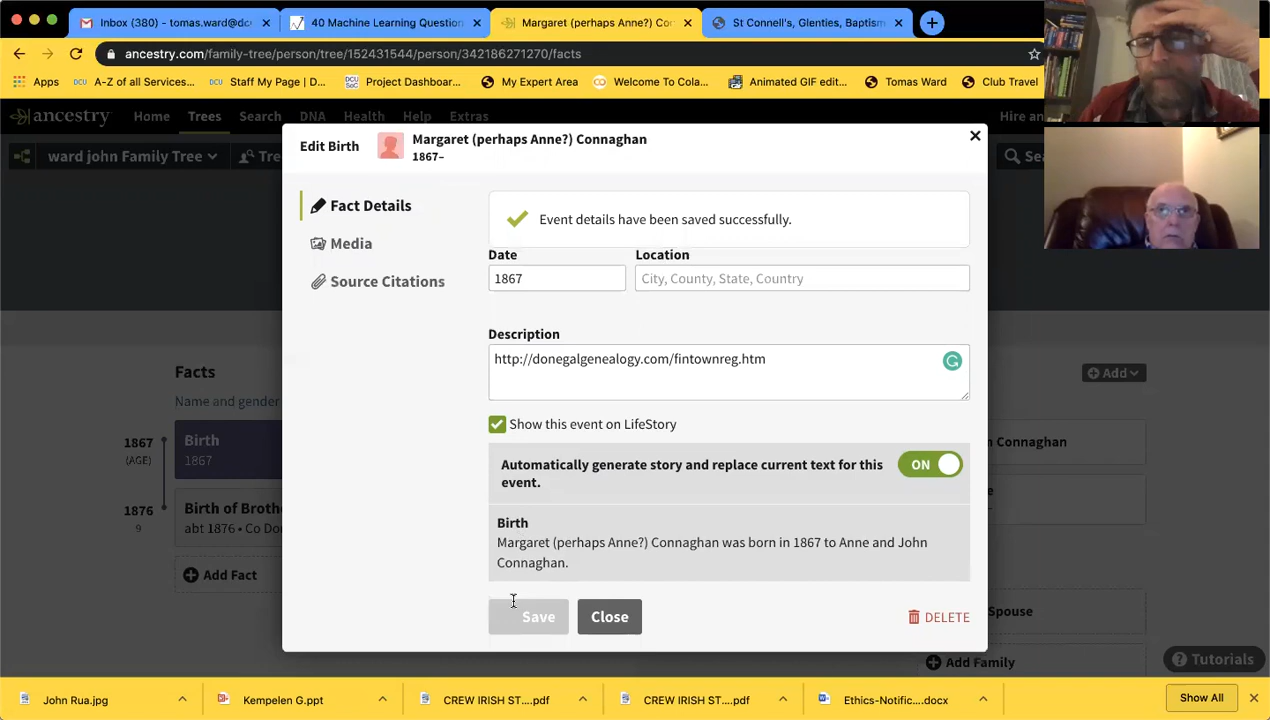 Inbox (380) - tomas.ward@dc
40 Machine Learning Question
Margaret (perhaps Anne?) Co
St Connell's, Glenties, Baptism
ancestry.com/family-tree/person/tree/152431544/person/342186271270/facts
Apps
A-Z of all Services...
Staff My Page | D...
DCU SoC
Project Dashboar...
My Expert Area
Welcome To Cola...
Animated GIF edit...
Tomas Ward
Club Travel
ancestry
Home
Trees
Search
DNA
Health
Help
Extras
Hire an
ward john Family Tree
Edit Birth
Margaret (perhaps Anne?) Connaghan
1867–
Fact Details
Media
Source Citations
Event details have been saved successfully.
Date
Location
1867
City, County, State, Country
Description
http://donegalgenealogy.com/fintownreg.htm
Show this event on LifeStory
Automatically generate story and replace current text for this
event.
ON
Birth
Margaret (perhaps Anne?) Connaghan was born in 1867 to Anne and John
Connaghan.
Save
Close
DELETE
Facts
Name and gender
Add
1867
(AGE)
Birth
1867
1876
9
Birth of Broth
abt 1876 • Co Do
Add Fact
Connaghan
Spouse
Add Family
Tutorials
John Rua.jpg
Kempelen G.ppt
CREW IRISH ST....pdf
CREW IRISH ST....pdf
Ethics-Notific...docx
Show All